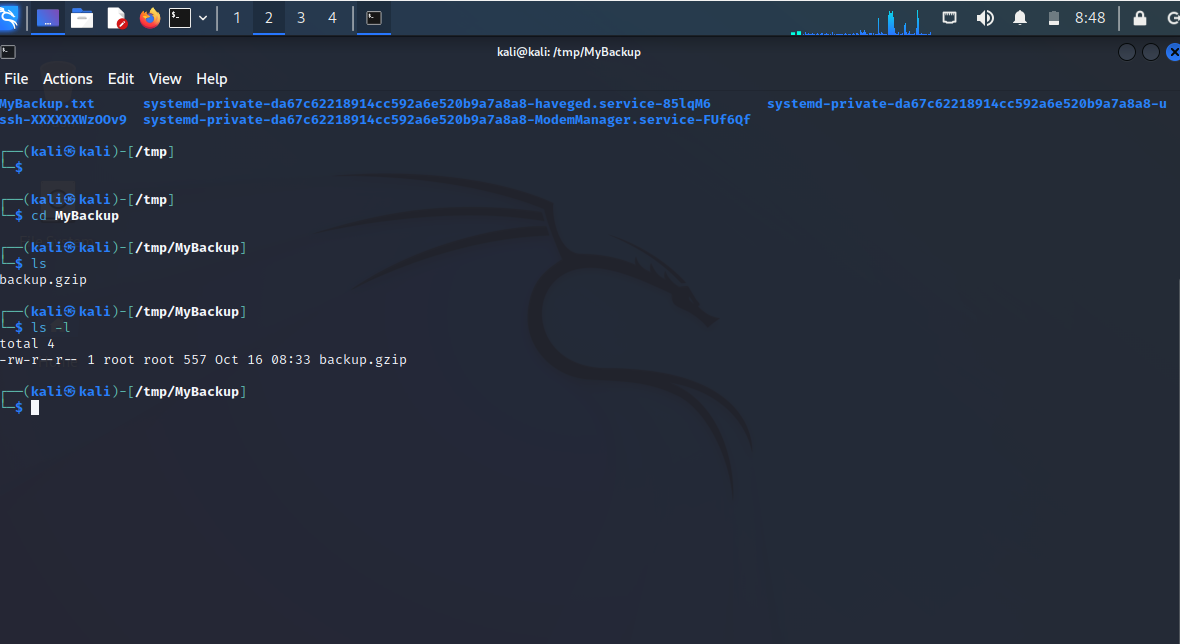 1 2 3 4 8:48
kali@kali: /tmp/MyBackup
File Actions Edit View Help
MyBackup.txt systemd-private-da67c62218914cc592a6e520b9a7a8a8-haveged.service-85lqM6 systemd-private-da67c62218914cc592a6e520b9a7a8a8-u
ssh-XXXXXXWzOOv9 systemd-private-da67c62218914cc592a6e520b9a7a8a8-ModemManager.service-FUf6Qf
┌──(kali㉿kali)-[/tmp]
└─$
┌──(kali㉿kali)-[/tmp]
└─$ cd MyBackup
┌──(kali㉿kali)-[/tmp/MyBackup]
└─$ ls
backup.gzip
┌──(kali㉿kali)-[/tmp/MyBackup]
└─$ ls -l
total 4
-rw-r--r-- 1 root root 557 Oct 16 08:33 backup.gzip
┌──(kali㉿kali)-[/tmp/MyBackup]
└─$